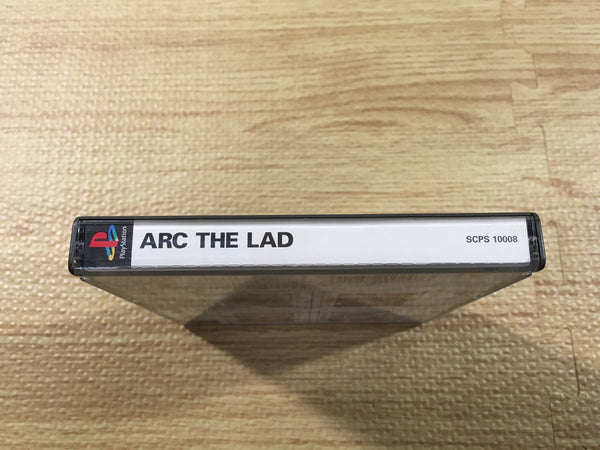 PlayStation
ARC THE LAD
SCPS 10008